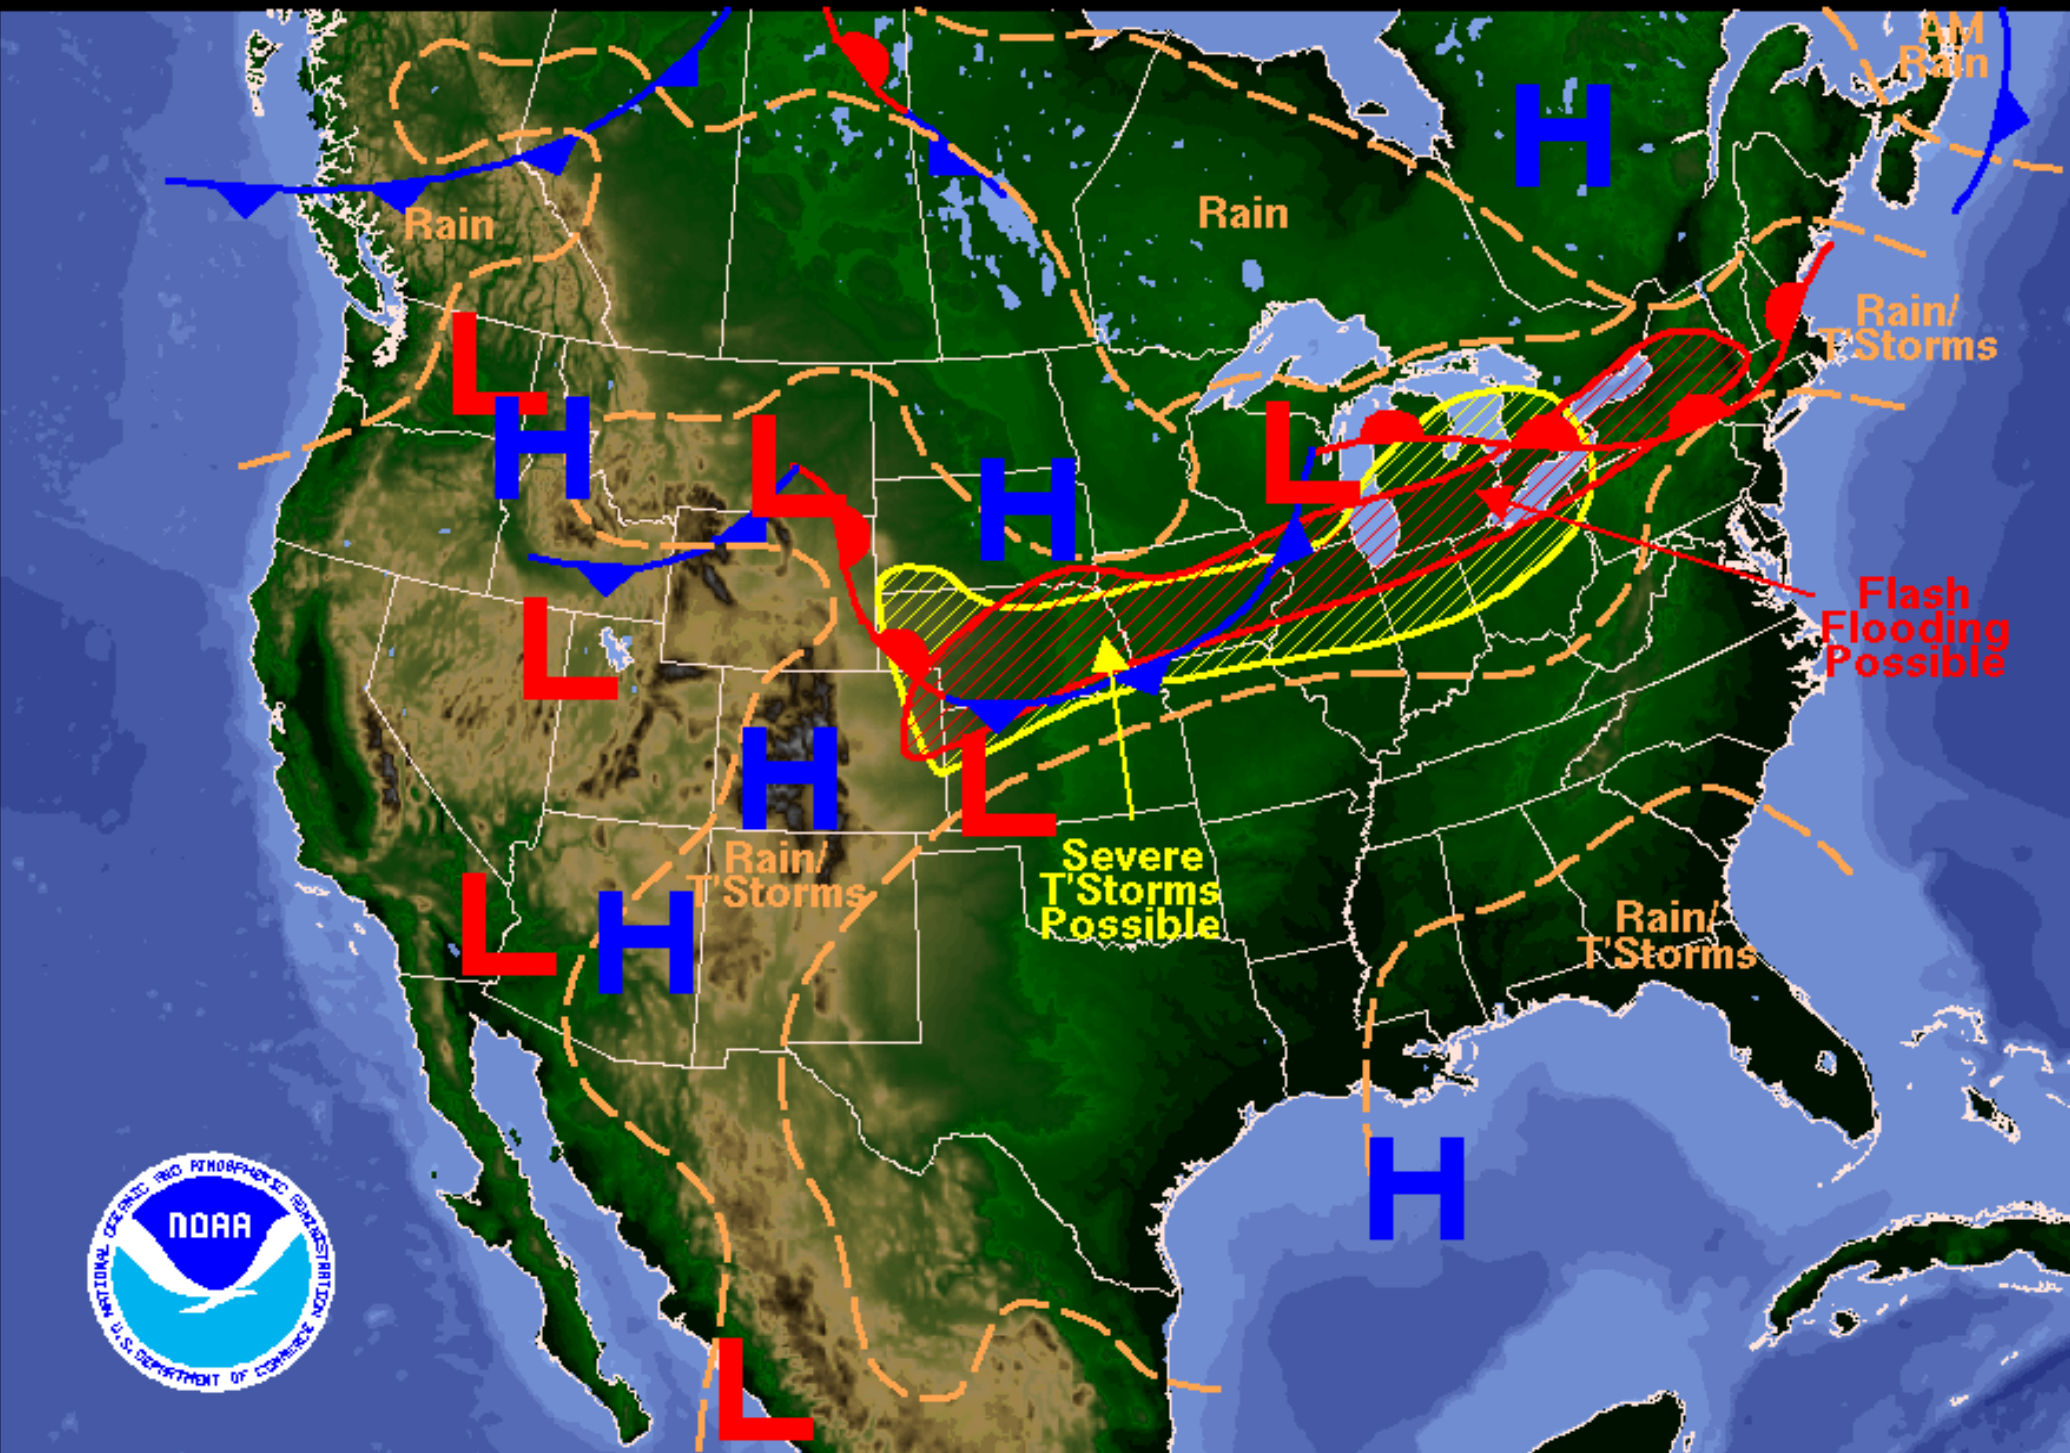 AM
Rain
Rain
Rain
Rain/
T'Storms
Flash
Flooding
Possible
Rain/
T'Storms
Severe
T'Storms
Possible
Rain/
T'Storms
H
H
H
H
H
H
L
L
L
L
L
L
L
NATIONAL OCEANIC AND ATMOSPHERIC ADMINISTRATION
NOAA
U.S. DEPARTMENT OF COMMERCE